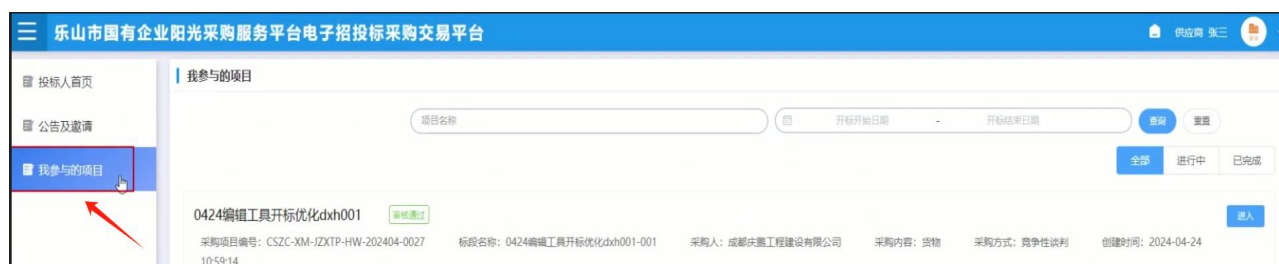 乐山市国有企业阳光采购服务平台电子招投标采购交易平台
供应商 张三
投标人首页
公告及邀请
我参与的项目
我参与的项目
项目名称
开标开始日期 - 开标结束日期
查询 重置
全部 进行中 已完成
0424编辑工具开标优化dxh001 审核通过 进入
采购项目编号：CSZC-XM-JZXTP-HW-202404-0027 标段名称：0424编辑工具开标优化dxh001-001 采购人：成都庆鹏工程建设有限公司 采购内容：货物 采购方式：竞争性谈判 创建时间：2024-04-24
10:59:14